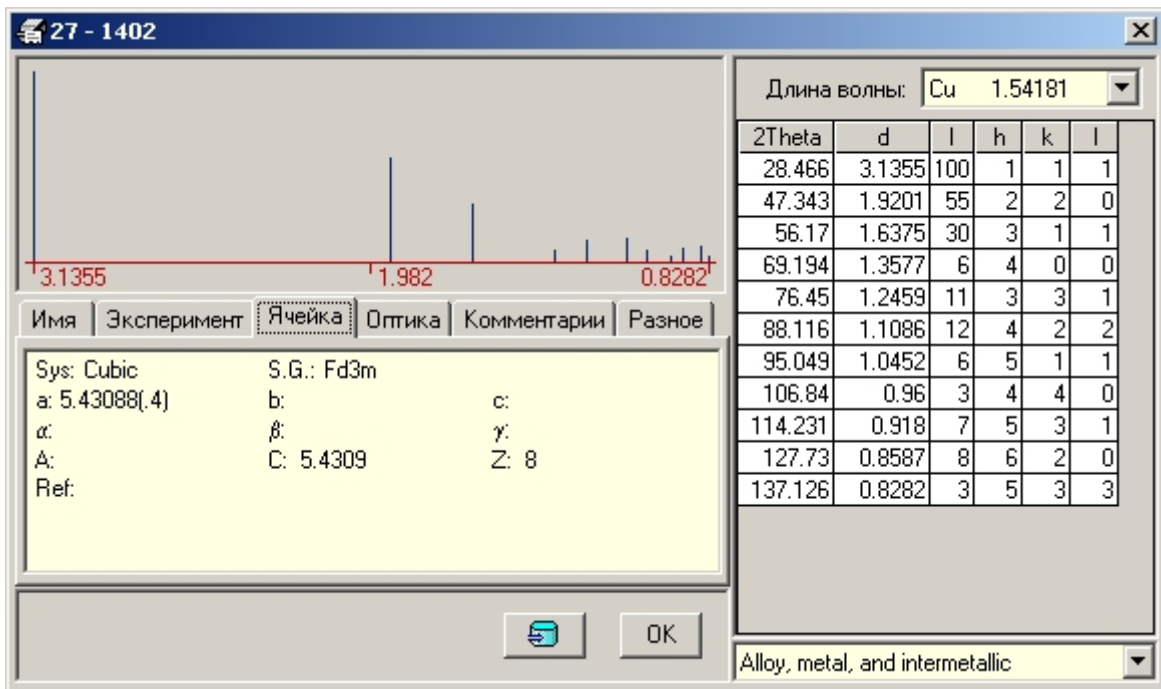 27 - 1402
3.1355 1.982 0.8282
Имя Эксперимент Ячейка Оптика Комментарии Разное
Sys: Cubic S.G.: Fd3m
a: 5.43088(.4) b: c:
α: β: γ:
A: C: 5.4309 Z: 8
Ref:
OK
Длина волны: Cu 1.54181
2Theta d I h k l
28.466 3.1355 100 1 1 1
47.343 1.9201 55 2 2 0
56.17 1.6375 30 3 1 1
69.194 1.3577 6 4 0 0
76.45 1.2459 11 3 3 1
88.116 1.1086 12 4 2 2
95.049 1.0452 6 5 1 1
106.84 0.96 3 4 4 0
114.231 0.918 7 5 3 1
127.73 0.8587 8 6 2 0
137.126 0.8282 3 5 3 3
Alloy, metal, and intermetallic